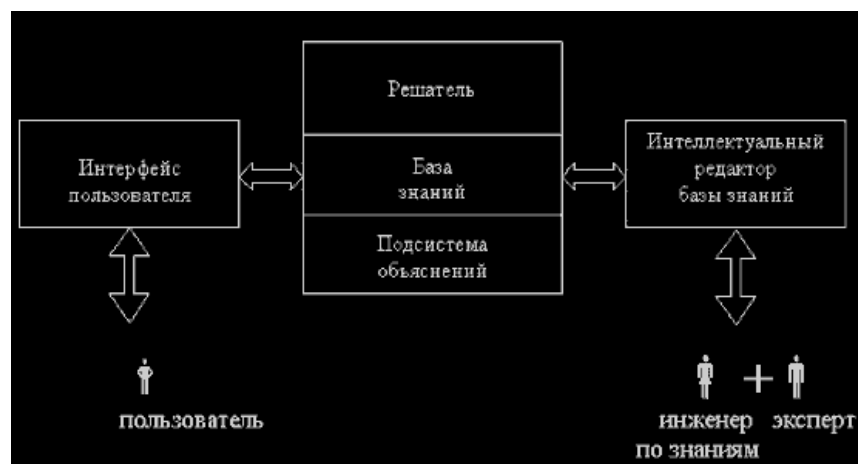 Решатель
Интерфейс
пользователя
База
знаний
Интеллектуальный
редактор
базы знаний
Подсистема
объяснений
пользователь
+
инженер эксперт
по знаниям